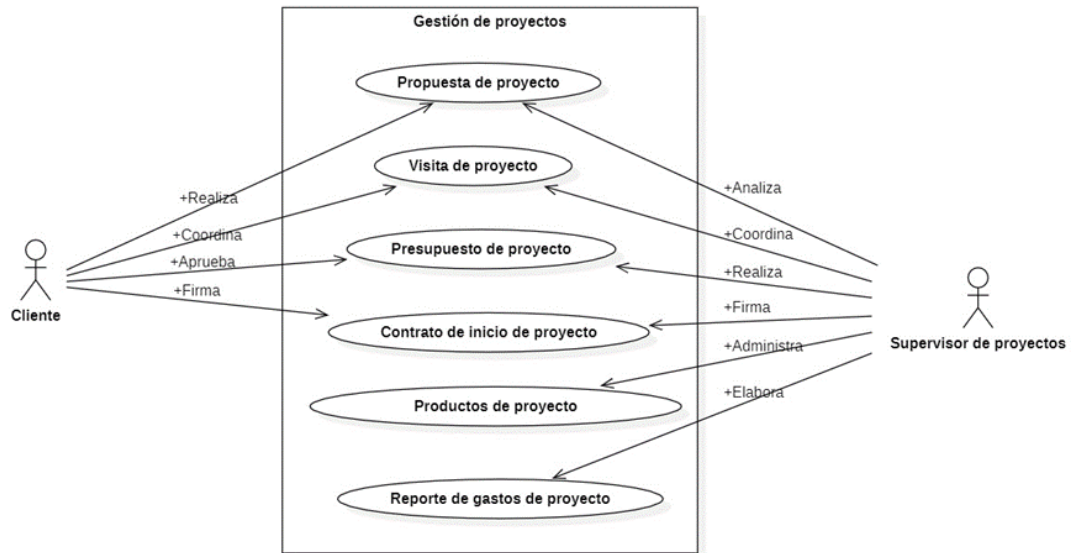 Gestión de proyectos
Propuesta de proyecto
Visita de proyecto
+Realiza
+Analiza
+Coordina
+Coordina
Presupuesto de proyecto
+Aprueba
+Realiza
+Firma
+Firma
Cliente
Contrato de inicio de proyecto
+Administra
Supervisor de proyectos
+Elabora
Productos de proyecto
Reporte de gastos de proyecto